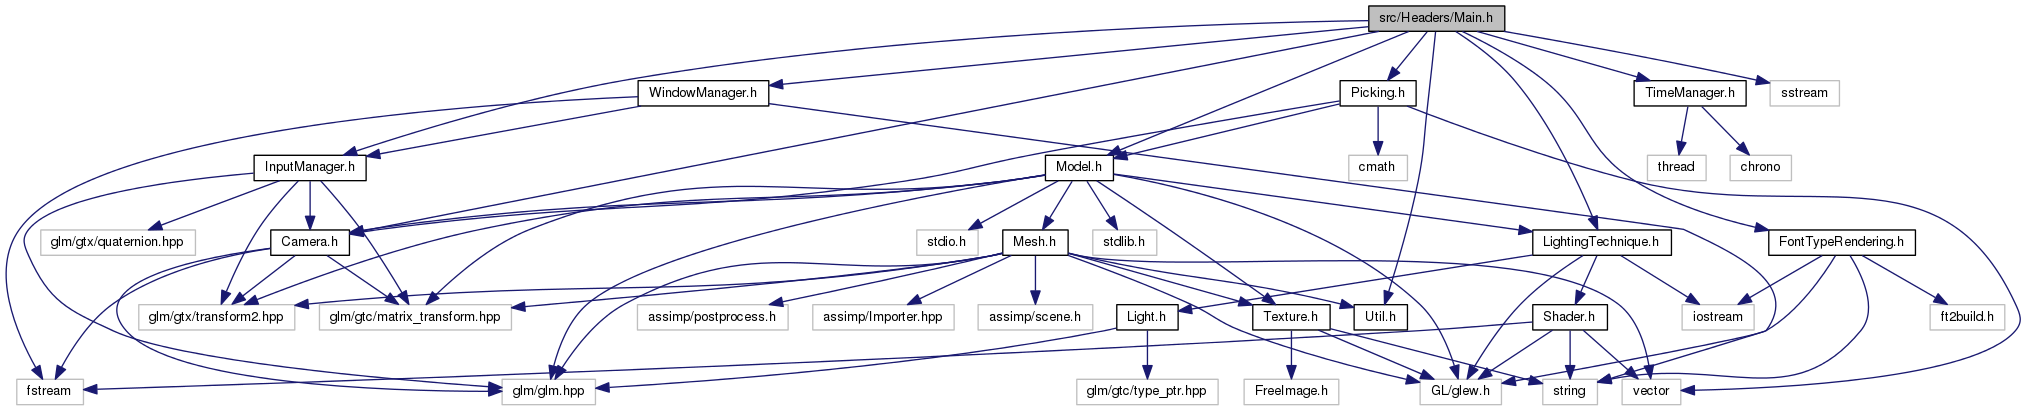 src/Headers/Main.h
WindowManager.h
Picking.h
TimeManager.h
sstream
InputManager.h
Model.h
cmath
thread
chrono
glm/gtx/quaternion.hpp
Camera.h
stdio.h
Mesh.h
stdlib.h
LightingTechnique.h
FontTypeRendering.h
glm/gtx/transform2.hpp
glm/gtc/matrix_transform.hpp
assimp/postprocess.h
assimp/Importer.hpp
assimp/scene.h
Light.h
Texture.h
Util.h
Shader.h
iostream
ft2build.h
fstream
glm/glm.hpp
glm/gtc/type_ptr.hpp
FreeImage.h
GL/glew.h
string
vector